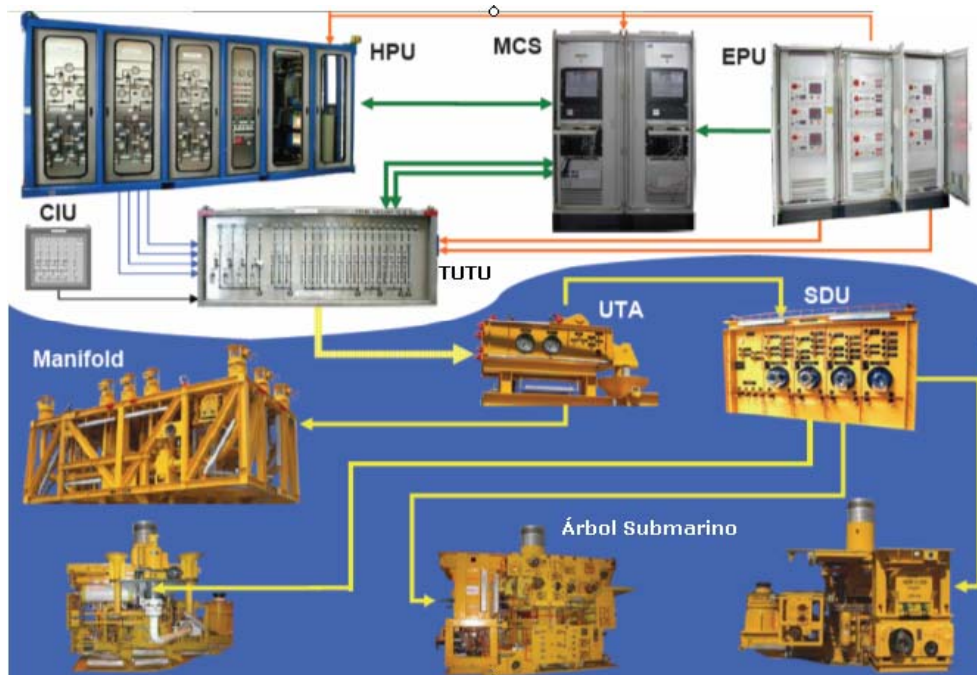 HPU
MCS
EPU
CIU
TUTU
UTA
SDU
Manifold
Árbol Submarino